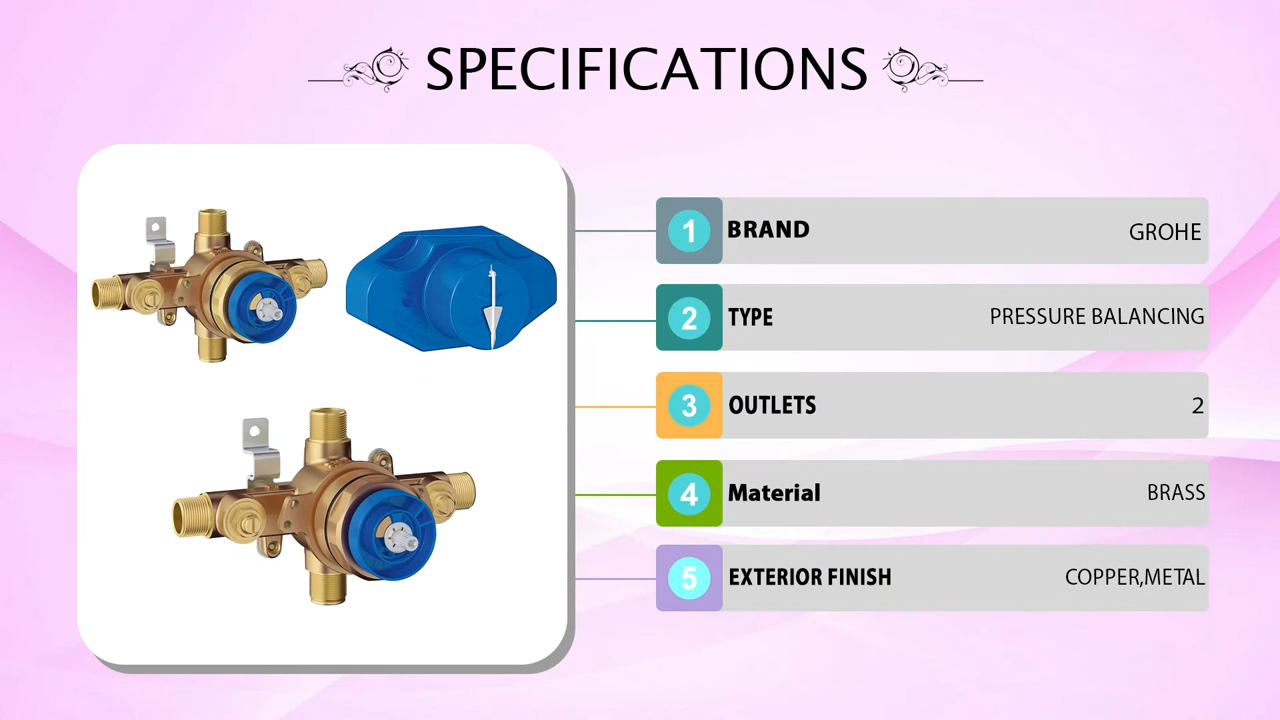 SPECIFICATIONS
1 BRAND GROHE
2 TYPE PRESSURE BALANCING
3 OUTLETS 2
4 Material BRASS
5 EXTERIOR FINISH COPPER,METAL